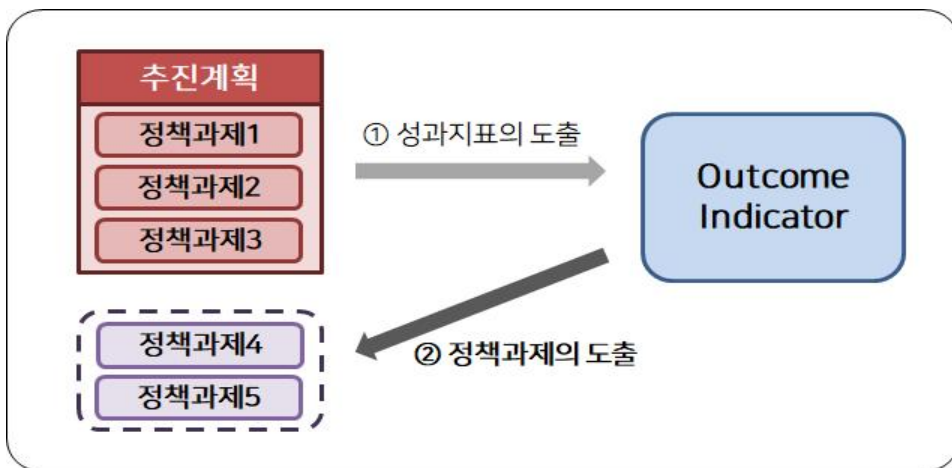 추진계획
정책과제1
정책과제2
정책과제3
① 성과지표의 도출
Outcome
Indicator
② 정책과제의 도출
정책과제4
정책과제5